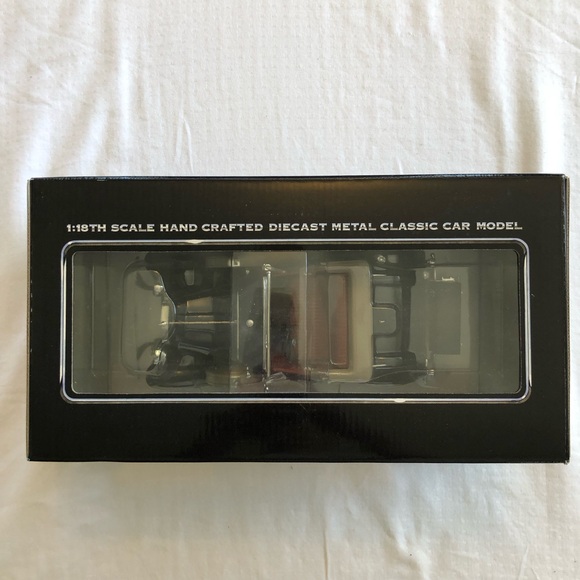 1:18TH SCALE HAND CRAFTED DIECAST METAL CLASSIC CAR MODEL